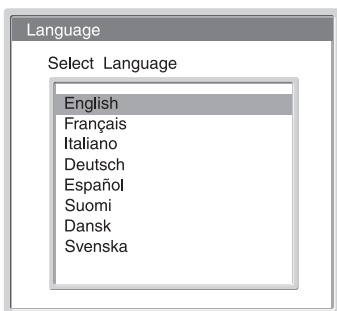 Language
Select Language
English
Français
Italiano
Deutsch
Español
Suomi
Dansk
Svenska